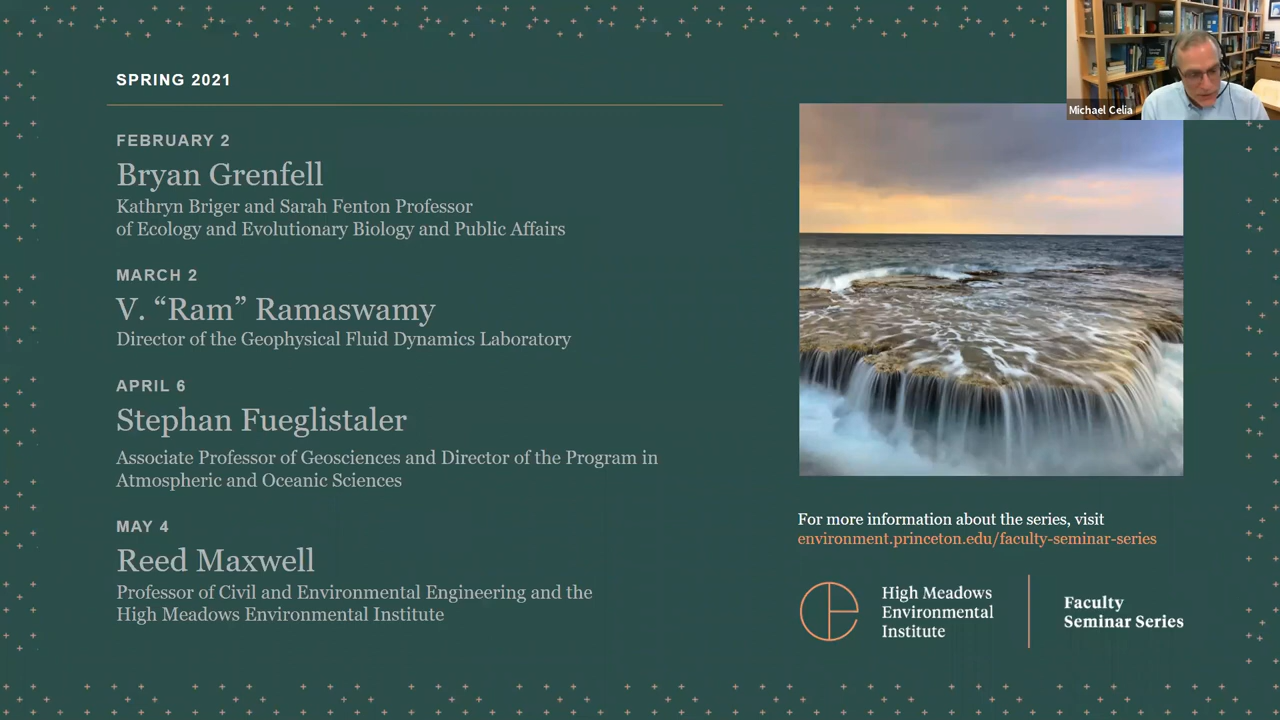 SPRING 2021
FEBRUARY 2
Bryan Grenfell
Kathryn Briger and Sarah Fenton Professor
of Ecology and Evolutionary Biology and Public Affairs
MARCH 2
V. “Ram” Ramaswamy
Director of the Geophysical Fluid Dynamics Laboratory
APRIL 6
Stephan Fueglistaler
Associate Professor of Geosciences and Director of the Program in
Atmospheric and Oceanic Sciences
MAY 4
Reed Maxwell
Professor of Civil and Environmental Engineering and the
High Meadows Environmental Institute
Michael Celia
For more information about the series, visit
environment.princeton.edu/faculty-seminar-series
High Meadows
Environmental
Institute
Faculty
Seminar Series